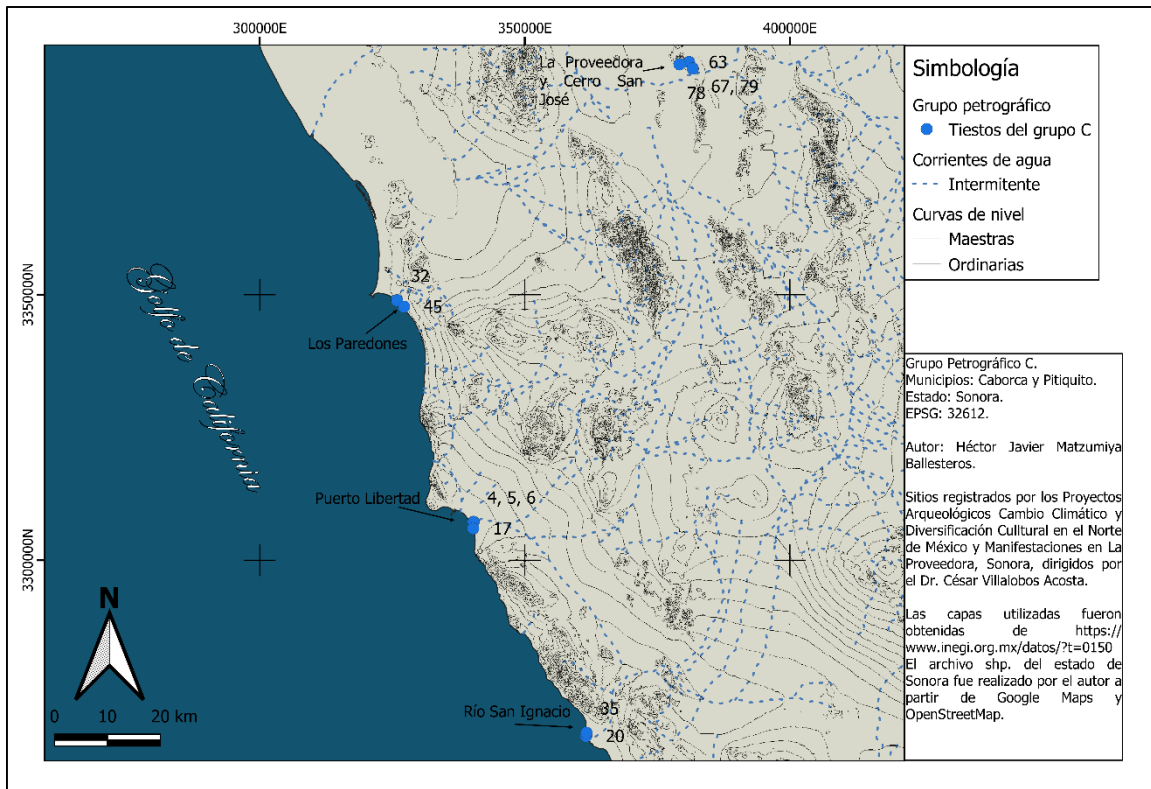 300000E 350000E 400000E
La Proveedora
y Cerro San
José
63
67, 79
78
32
45
Los Paredones
3350000N
Golfo de California
4, 5, 6
Puerto Libertad
17
3300000N
N
0 10 20 km
35
Río San Ignacio
20
Simbología
Grupo petrográfico
Tiestos del grupo C
Corrientes de agua
Intermitente
Curvas de nivel
Maestras
Ordinarias
Grupo Petrográfico C.
Municipios: Caborca y Pitiquito.
Estado: Sonora.
EPSG: 32612.
Autor: Héctor Javier Matzumiya
Ballesteros.
Sitios registrados por los Proyectos
Arqueológicos Cambio Climático y
Diversificación Culltural en el Norte
de México y Manifestaciones en La
Proveedora, Sonora, dirigidos por
el Dr. César Villalobos Acosta.
Las capas utilizadas fueron
obtenidas de https://
www.inegi.org.mx/datos/?t=0150
El archivo shp. del estado de
Sonora fue realizado por el autor a
partir de Google Maps y
OpenStreetMap.